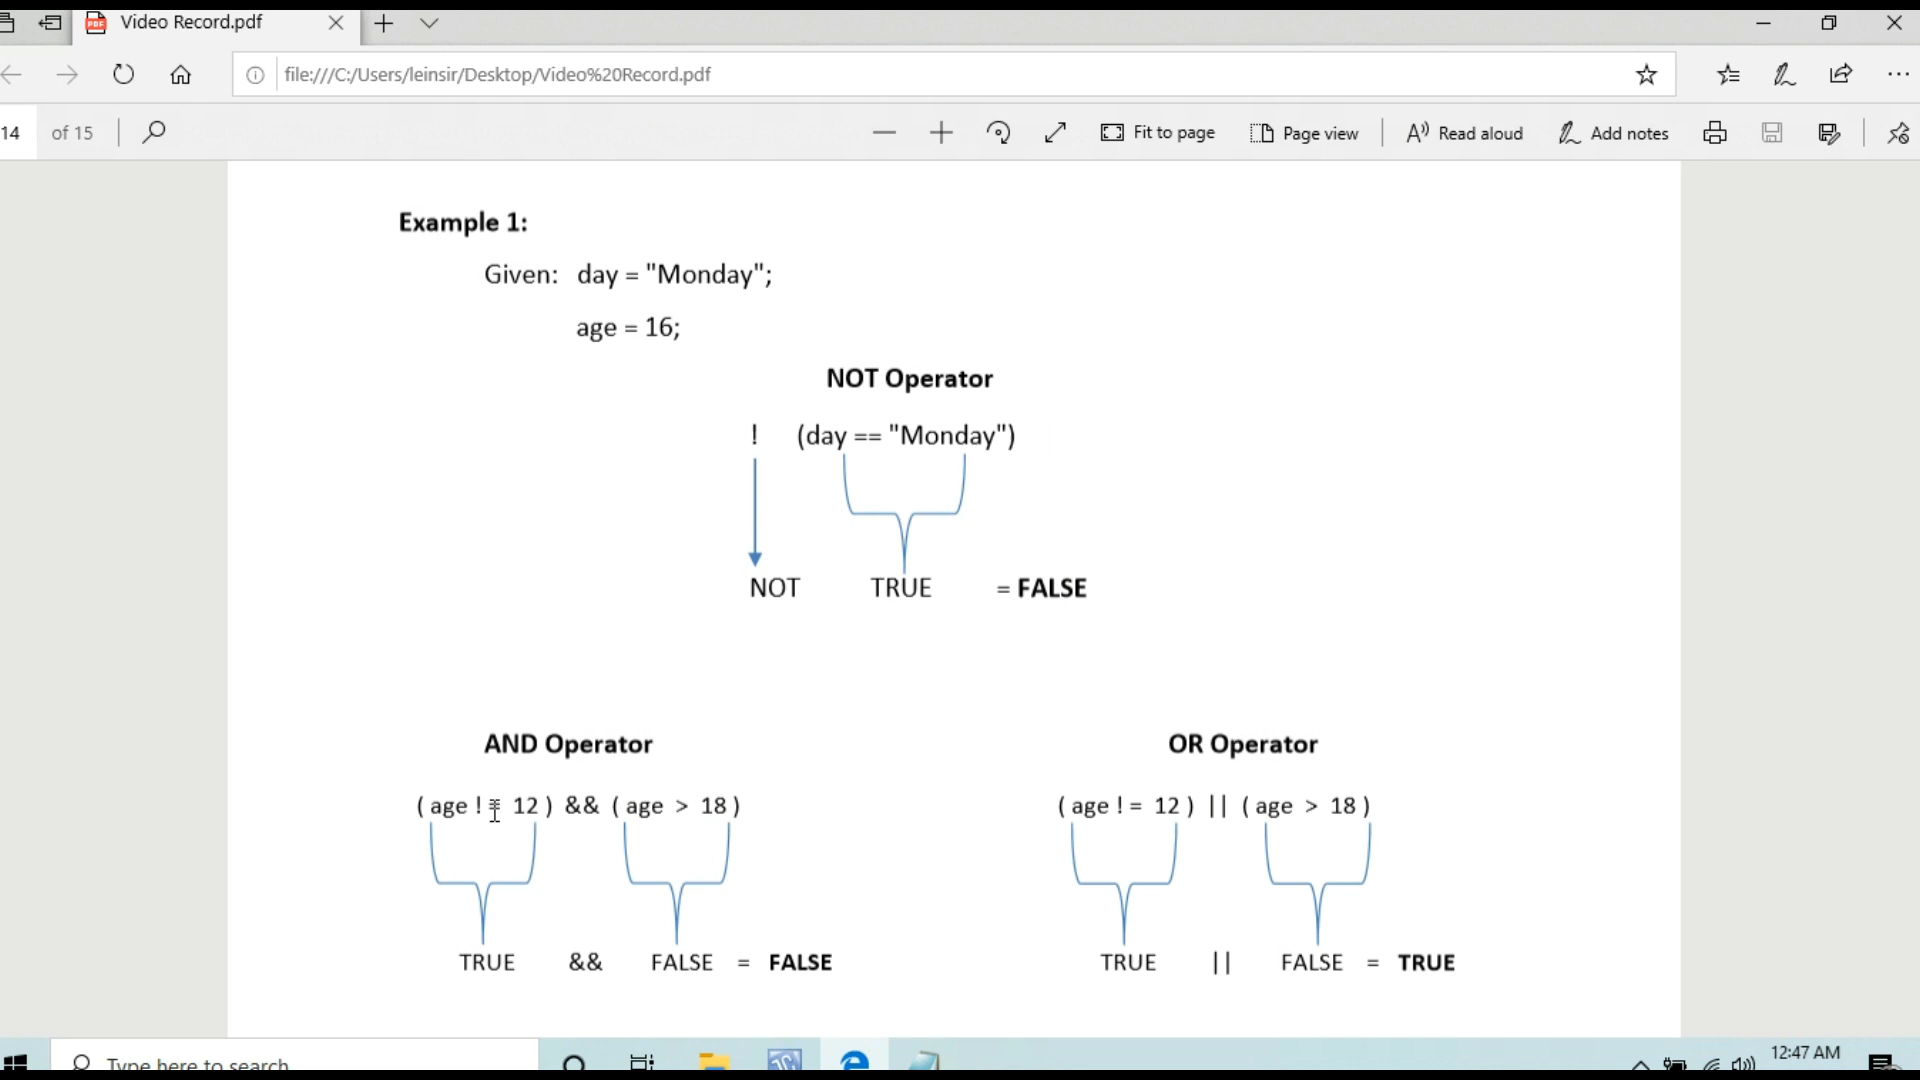 Video Record.pdf
file:///C:/Users/leinsir/Desktop/Video%20Record.pdf
14 of 15
Fit to page
Page view
Read aloud
Add notes
Example 1:
Given: day = "Monday";
age = 16;
NOT Operator
! (day == "Monday")
NOT TRUE = FALSE
AND Operator
OR Operator
( age != 12 ) && ( age > 18 )
( age != 12 ) || ( age > 18 )
TRUE && FALSE = FALSE
TRUE || FALSE = TRUE
Type here to search
12:47 AM